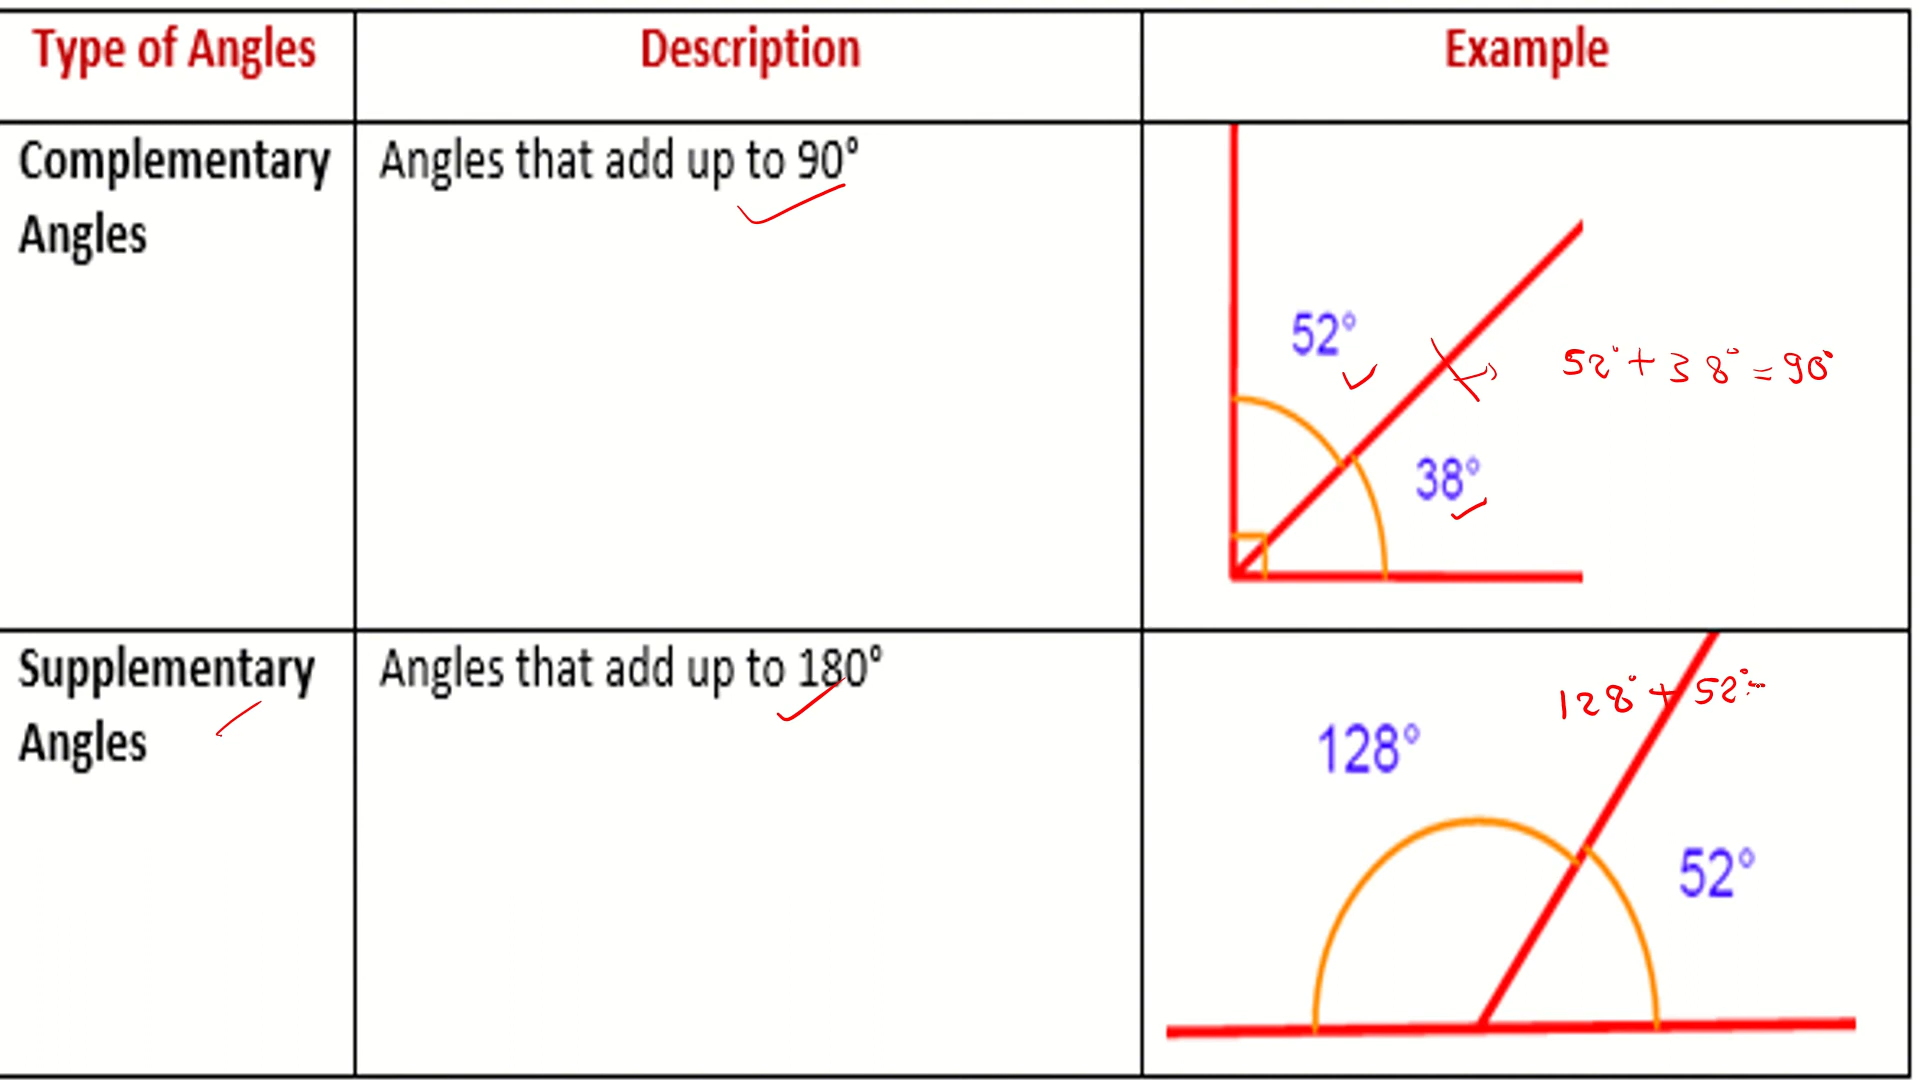 Type of Angles
Description
Example
Complementary
Angles
Angles that add up to 90°
52°
52° + 38° = 90°
38°
Supplementary
Angles
Angles that add up to 180°
128° + 52° =
128°
52°